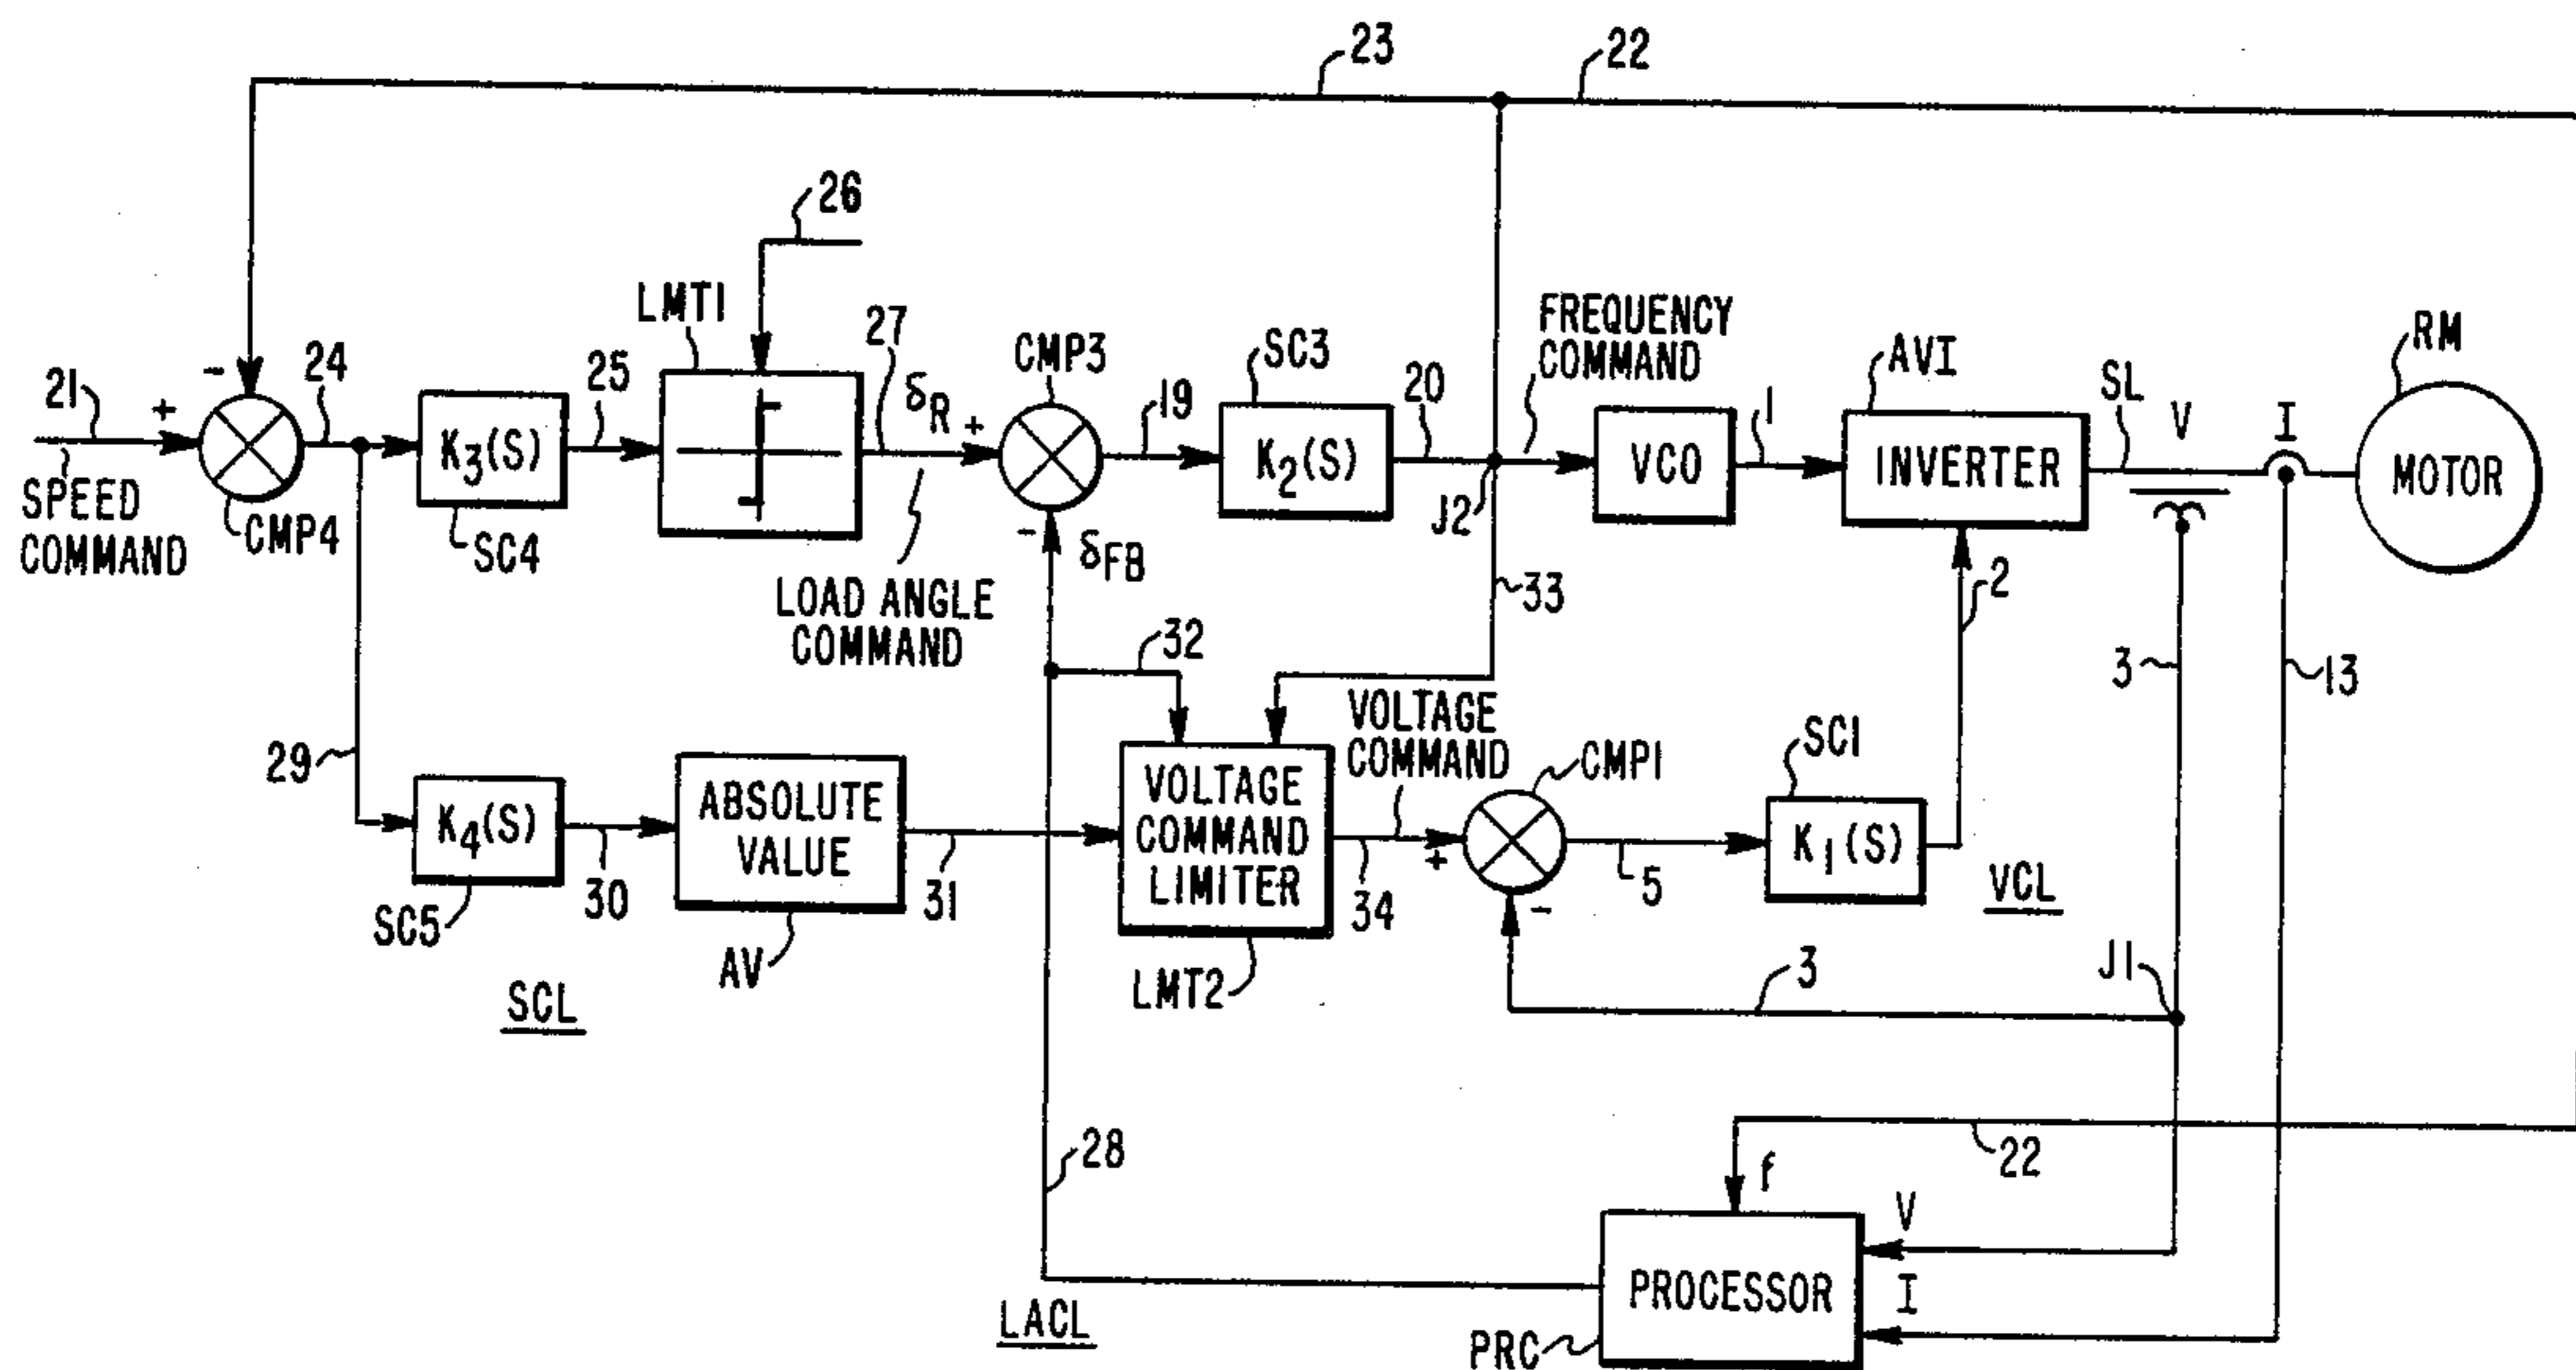 23
22
26
LMT1
27
δR
CMP3
SC3
FREQUENCY
COMMAND
AVI
RM
21
+
-
24
K3(S)
25
+
19
K2(S)
20
VCO
1
INVERTER
SL
V
I
MOTOR
SPEED
COMMAND
CMP4
SC4
-
δFB
J2
LOAD ANGLE
COMMAND
32
33
2
3
13
29
K4(S)
30
SC5
ABSOLUTE
VALUE
AV
31
VOLTAGE
COMMAND
LIMITER
LMT2
VOLTAGE
COMMAND
34
+
-
CMP1
5
SC1
K1(S)
VCL
J1
3
SCL
28
22
f
V
I
PROCESSOR
PRC
LACL